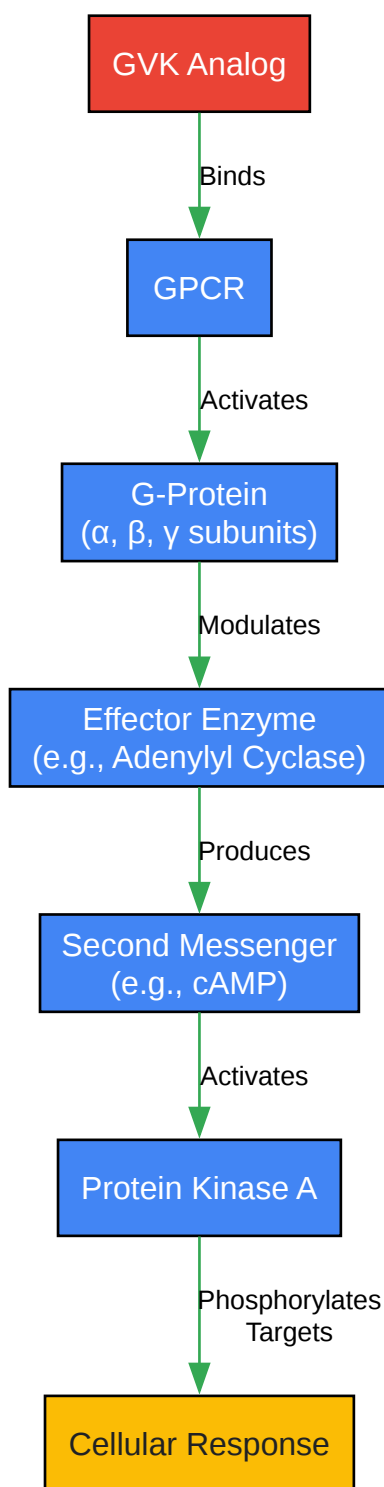 GVK Analog
Binds
GPCR
Activates
G-Protein
(α, β, γ subunits)
Modulates
Effector Enzyme
(e.g., Adenylyl Cyclase)
Produces
Second Messenger
(e.g., cAMP)
Activates
Protein Kinase A
Phosphorylates
Targets
Cellular Response